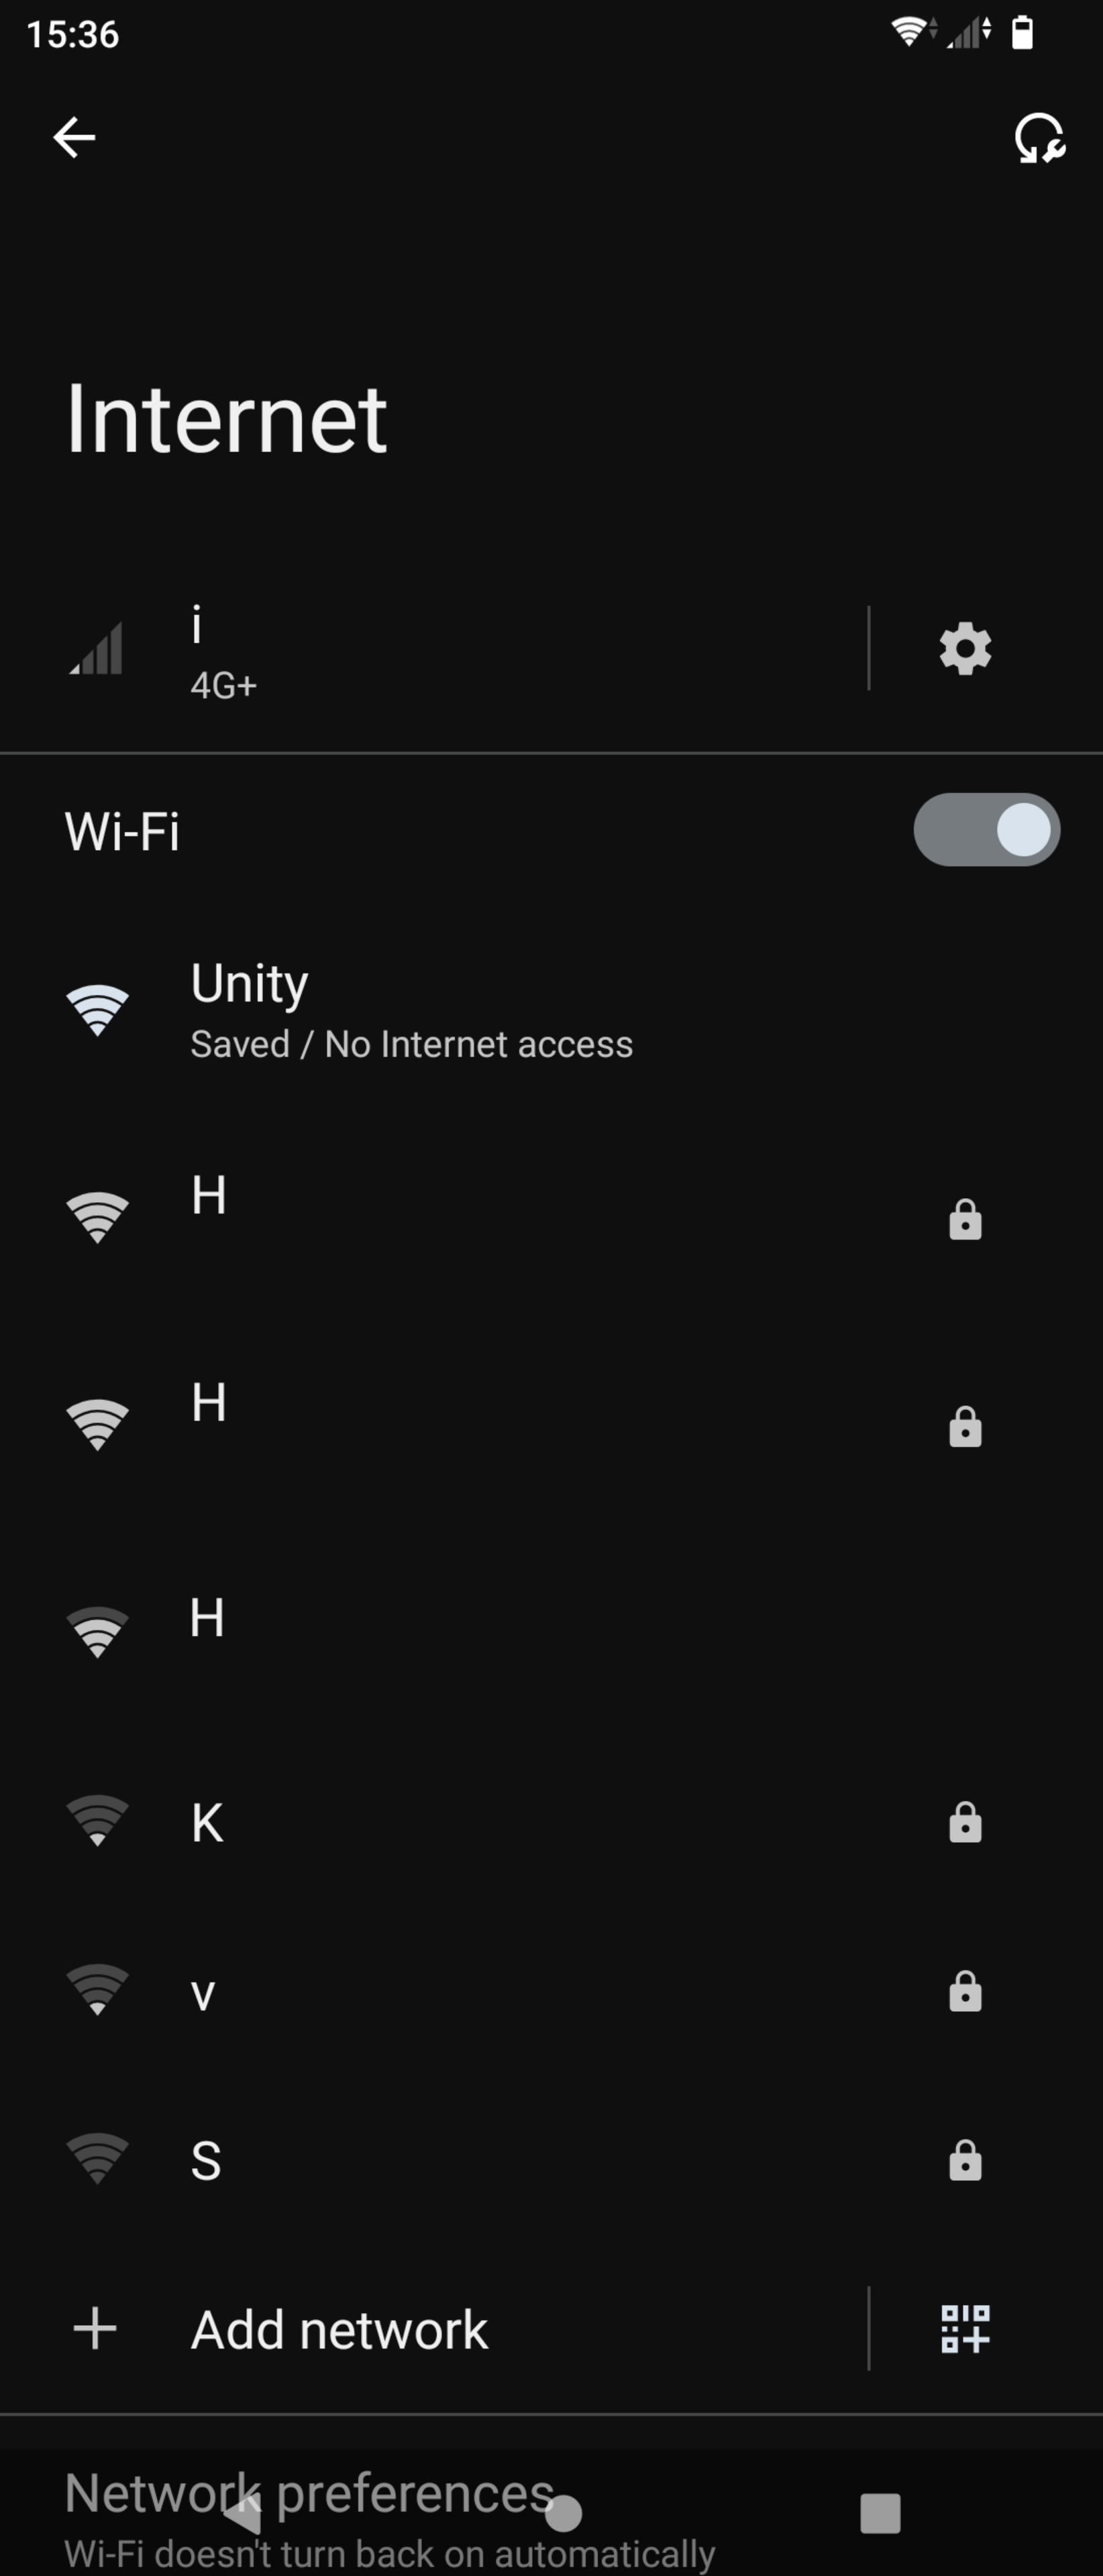 15:36
Internet
i
4G+
Wi-Fi
Unity
Saved / No Internet access
H
H
H
K
v
S
Add network
Network preferences
Wi-Fi doesn't turn back on automatically